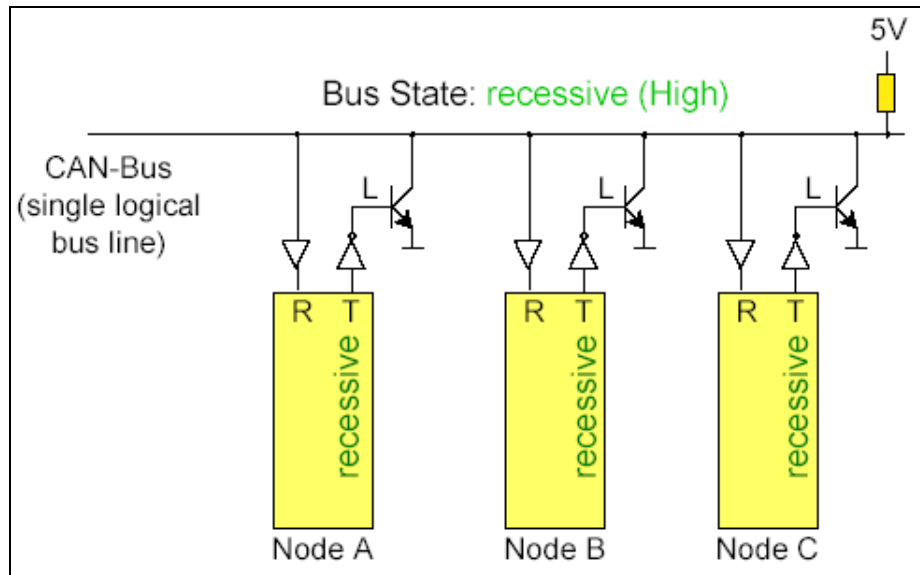 5V
Bus State: recessive (High)
CAN-Bus
(single logical
bus line)
L
L
L
R T
R T
R T
recessive
recessive
recessive
Node A
Node B
Node C